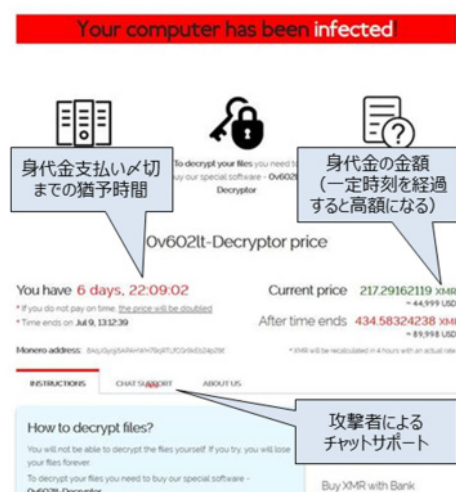 Your computer has been infected!
身代金支払い〆切
までの猶予時間
To decrypt your files you need to
buy our special software - 0v602lt-
Decryptor
身代金の金額
（一定時刻を経過
すると高額になる）
0v602lt-Decryptor price
You have 6 days, 22:09:02
* If you do not pay on time, the price will be doubled
* Time ends on Jul 9, 13:12:39
Current price 217.29162119 XMR
≈ 44,999 USD
After time ends 434.58324238 XMR
≈ 89,998 USD
Monero address:
* XMR will be recalculated in 4 hours with an actual rate
INSTRUCTIONS CHAT SUPPORT ABOUT US
攻撃者による
チャットサポート
How to decrypt files?
You will not be able to decrypt the files yourself. If you try, you will lose
your files forever.
To decrypt your files you need to buy our special software -
0v602lt-Decryptor
Buy XMR with Bank